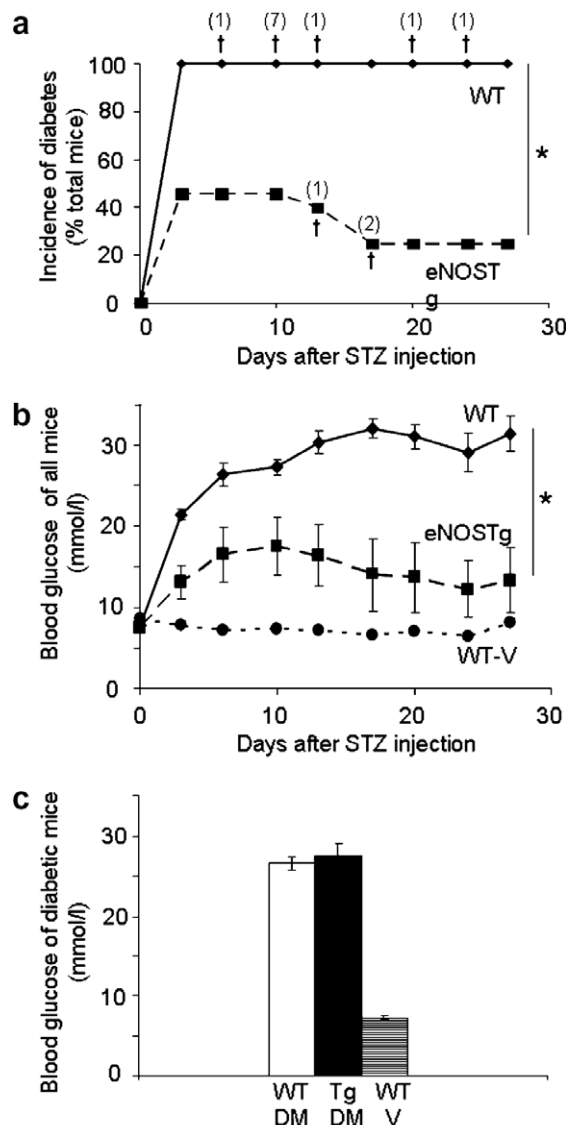 a
(1) (7) (1) (1) (1)
† † † † †
100
80
60
40
20
0
Incidence of diabetes
(% total mice)
WT
*
(1)
†
(2)
†
eNOST
g
0 10 20 30
Days after STZ injection
b
30
20
10
0
Blood glucose of all mice
(mmol/l)
WT
eNOSTg
*
WT-V
0 10 20 30
Days after STZ injection
c
30
20
10
0
Blood glucose of diabetic mice
(mmol/l)
WT Tg WT
DM DM V